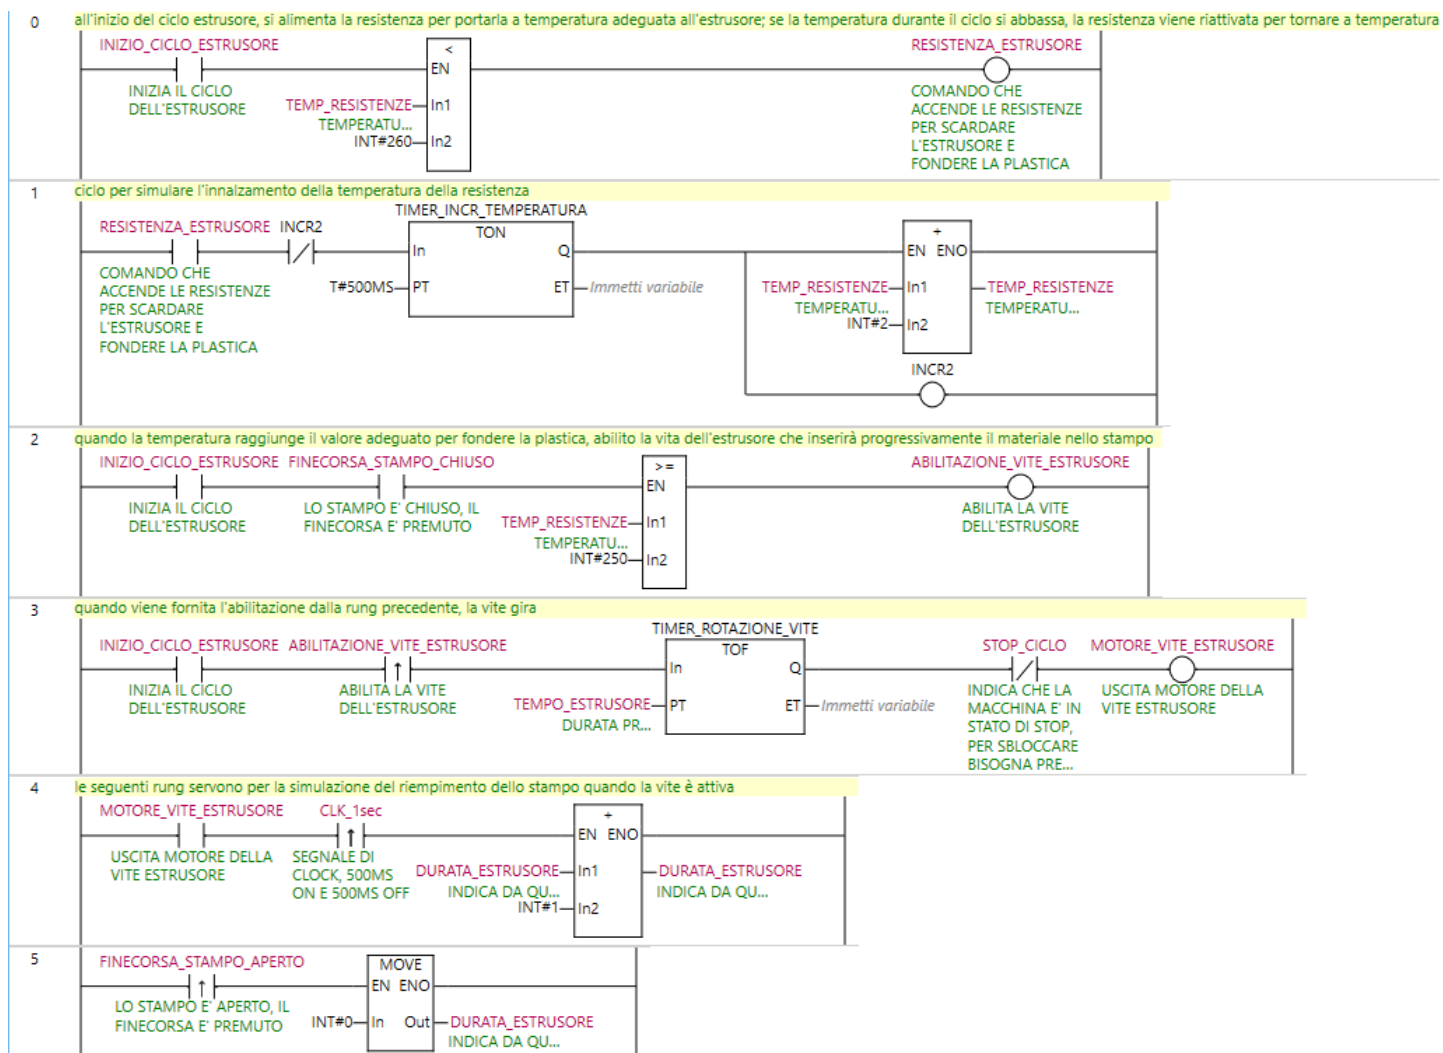 0 all'inizio del ciclo estrusore, si alimenta la resistenza per portarla a temperatura adeguata all'estrusore; se la temperatura durante il ciclo si abbassa, la resistenza viene riattivata per tornare a temperatura
INIZIO_CICLO_ESTRUSORE
INIZIA IL CICLO
DELL'ESTRUSORE
<
EN
TEMP_RESISTENZE In1
TEMPERATU...
INT#260 In2
RESISTENZA_ESTRUSORE
COMANDO CHE
ACCENDE LE RESISTENZE
PER SCARDARE
L'ESTRUSORE E
FONDERE LA PLASTICA
1 ciclo per simulare l'innalzamento della temperatura della resistenza
RESISTENZA_ESTRUSORE
COMANDO CHE
ACCENDE LE RESISTENZE
PER SCARDARE
L'ESTRUSORE E
FONDERE LA PLASTICA
INCR2
TIMER_INCR_TEMPERATURA
TON
In Q
T#500MS PT ET Immetti variabile
+
EN ENO
TEMP_RESISTENZE In1 TEMP_RESISTENZE
TEMPERATU... TEMPERATU...
INT#2 In2
INCR2
2 quando la temperatura raggiunge il valore adeguato per fondere la plastica, abilito la vita dell'estrusore che inserirà progressivamente il materiale nello stampo
INIZIO_CICLO_ESTRUSORE
INIZIA IL CICLO
DELL'ESTRUSORE
FINECORSA_STAMPO_CHIUSO
LO STAMPO E' CHIUSO, IL
FINECORSA E' PREMUTO
>=
EN
TEMP_RESISTENZE In1
TEMPERATU...
INT#250 In2
ABILITAZIONE_VITE_ESTRUSORE
ABILITA LA VITE
DELL'ESTRUSORE
3 quando viene fornita l'abilitazione dalla rung precedente, la vite gira
INIZIO_CICLO_ESTRUSORE
INIZIA IL CICLO
DELL'ESTRUSORE
ABILITAZIONE_VITE_ESTRUSORE
ABILITA LA VITE
DELL'ESTRUSORE
TIMER_ROTAZIONE_VITE
TOF
In Q
TEMPO_ESTRUSORE PT ET Immetti variabile
DURATA PR...
STOP_CICLO
INDICA CHE LA
MACCHINA E' IN
STATO DI STOP,
PER SBLOCCARE
BISOGNA PRE...
MOTORE_VITE_ESTRUSORE
USCITA MOTORE DELLA
VITE ESTRUSORE
4 le seguenti rung servono per la simulazione del riempimento dello stampo quando la vite è attiva
MOTORE_VITE_ESTRUSORE
USCITA MOTORE DELLA
VITE ESTRUSORE
CLK_1sec
SEGNALE DI
CLOCK, 500MS
ON E 500MS OFF
+
EN ENO
DURATA_ESTRUSORE In1 DURATA_ESTRUSORE
INDICA DA QU... INDICA DA QU...
INT#1 In2
5
FINECORSA_STAMPO_APERTO
LO STAMPO E' APERTO, IL
FINECORSA E' PREMUTO
MOVE
EN ENO
INT#0 In Out DURATA_ESTRUSORE
INDICA DA QU...